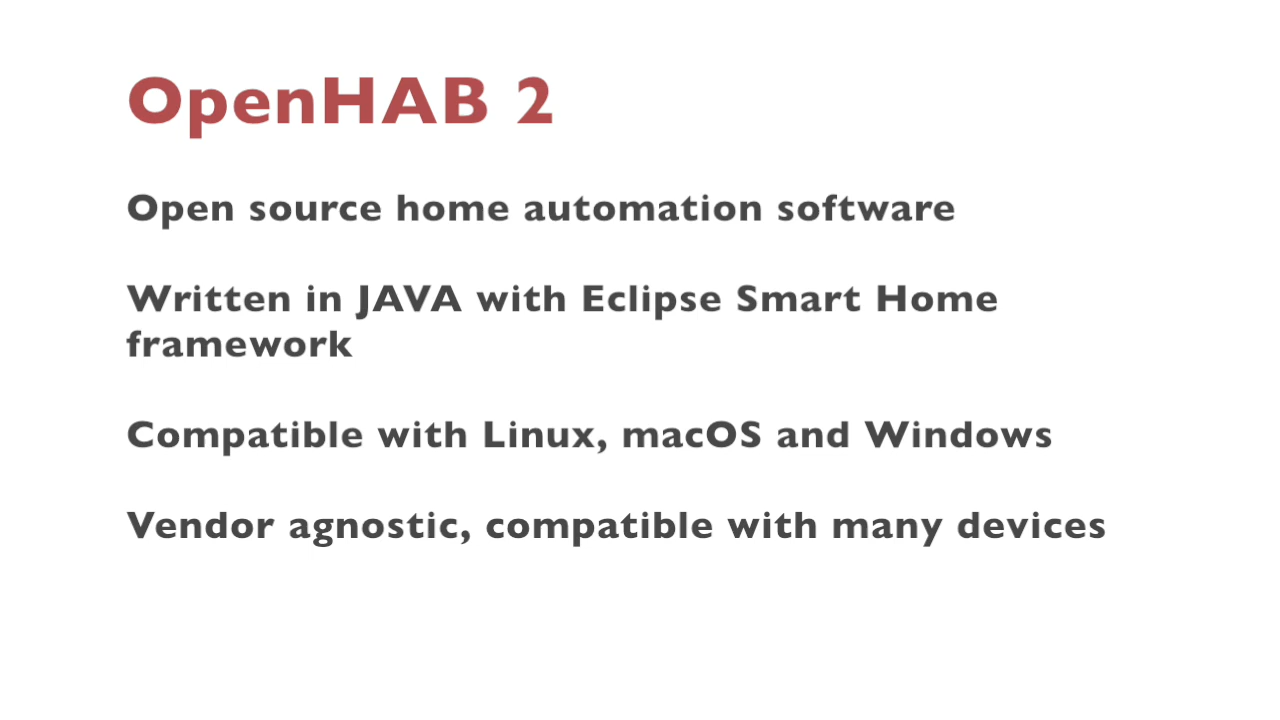 OpenHAB 2
Open source home automation software
Written in JAVA with Eclipse Smart Home
framework
Compatible with Linux, macOS and Windows
Vendor agnostic, compatible with many devices